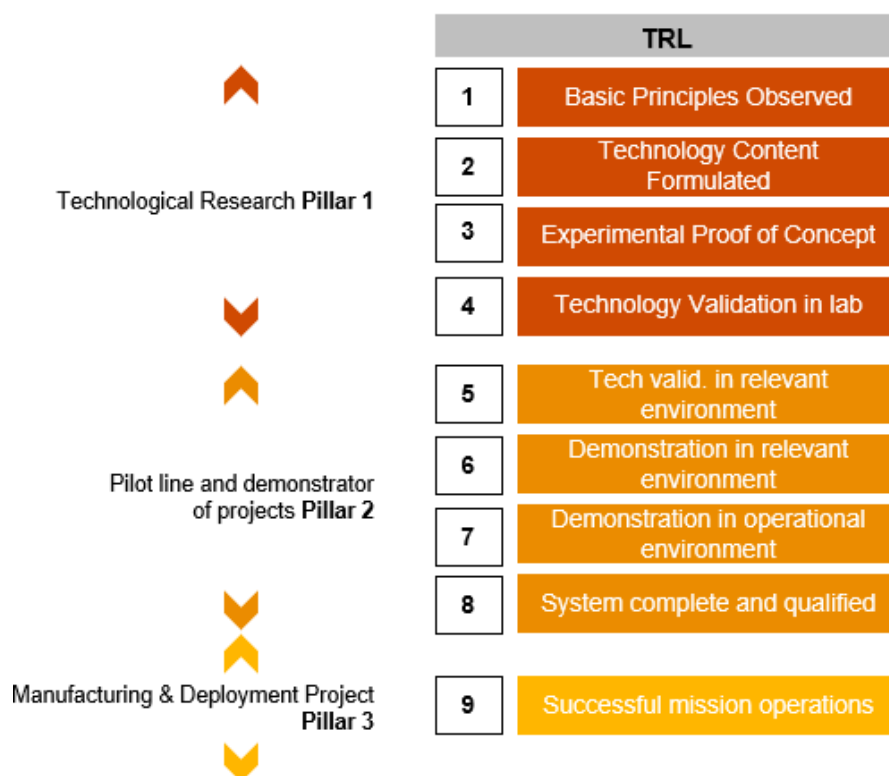 TRL
1
Basic Principles Observed
2
Technology Content
Formulated
Technological Research Pillar 1
3
Experimental Proof of Concept
4
Technology Validation in lab
5
Tech valid. in relevant
environment
6
Demonstration in relevant
environment
Pilot line and demonstrator
of projects Pillar 2
7
Demonstration in operational
environment
8
System complete and qualified
Manufacturing & Deployment Project
Pillar 3
9
Successful mission operations